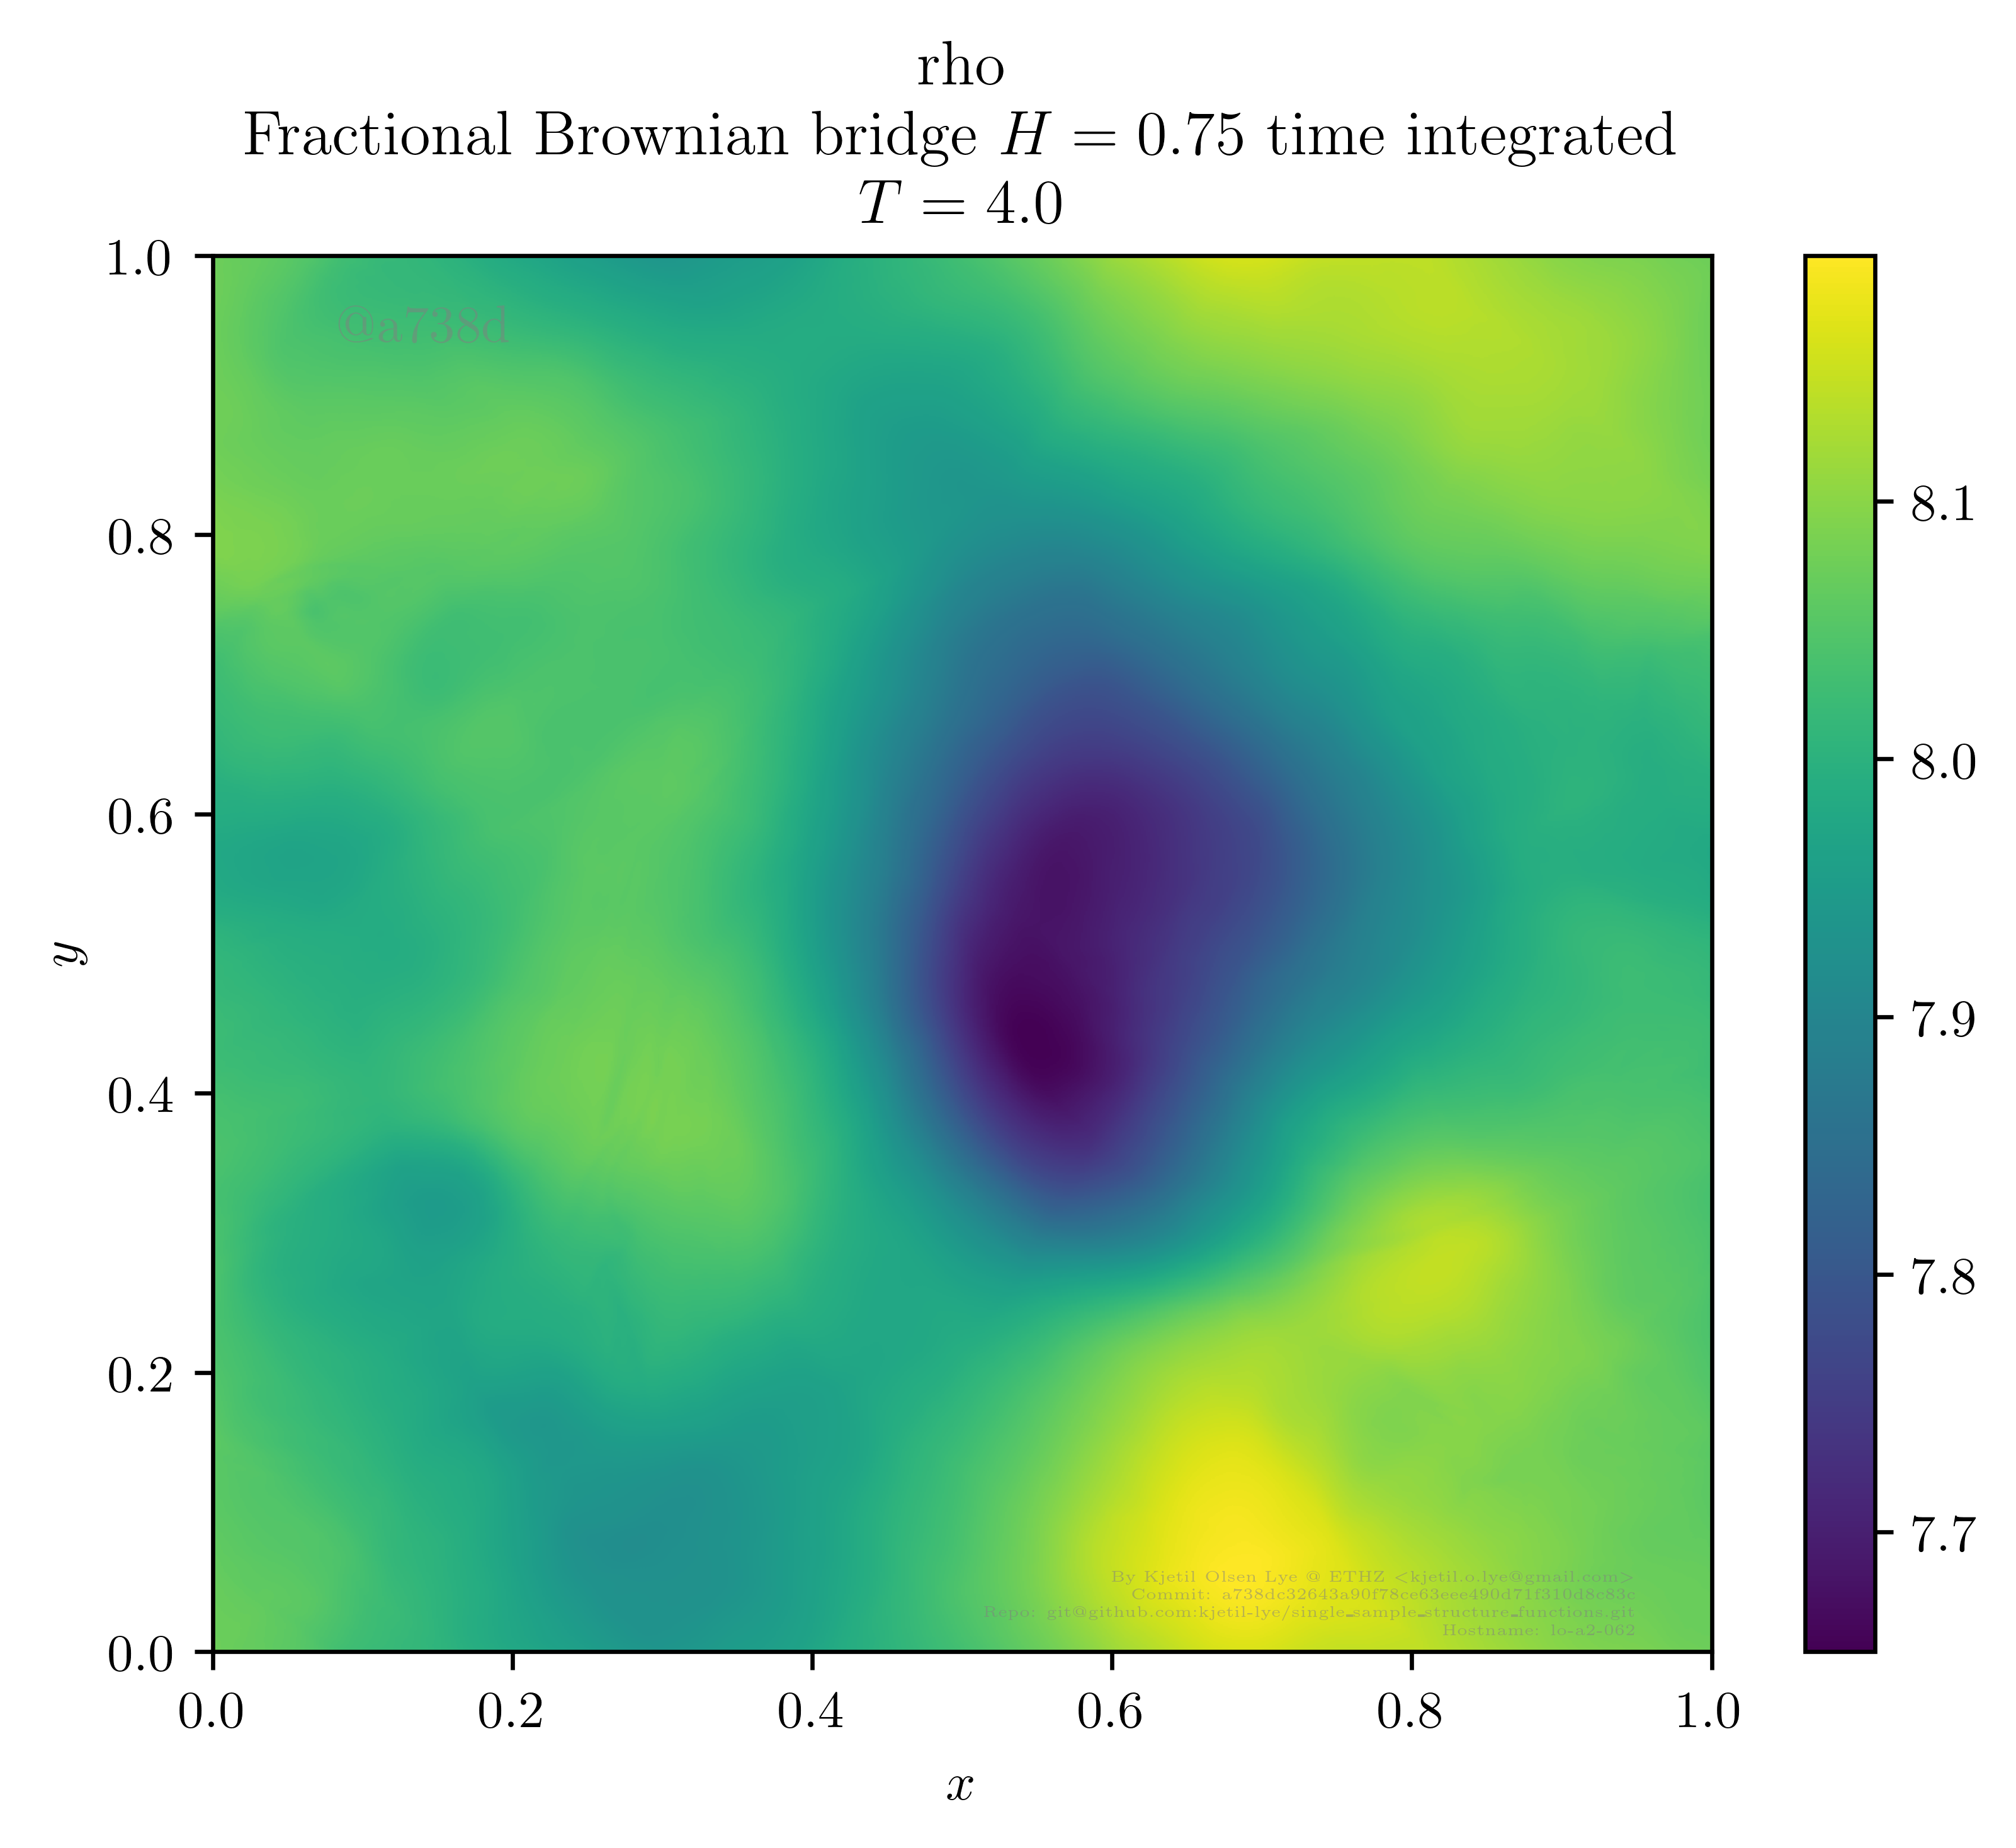 rho
Fractional Brownian bridge H = 0.75 time integrated
T = 4.0
1.0
@a738d
0.8
0.6
0.4
0.2
0.0
y
8.1
8.0
7.9
7.8
7.7
By Kjetil Olsen Lye @ ETHZ <kjetil.o.lye@gmail.com>
Commit: a738dc32643a90f78ce63eee490d71f310d8c83c
Repo: git@github.com:kjetil-lye/single_sample_structure_functions.git
Hostname: lo-a2-062
0.0 0.2 0.4 0.6 0.8 1.0
x